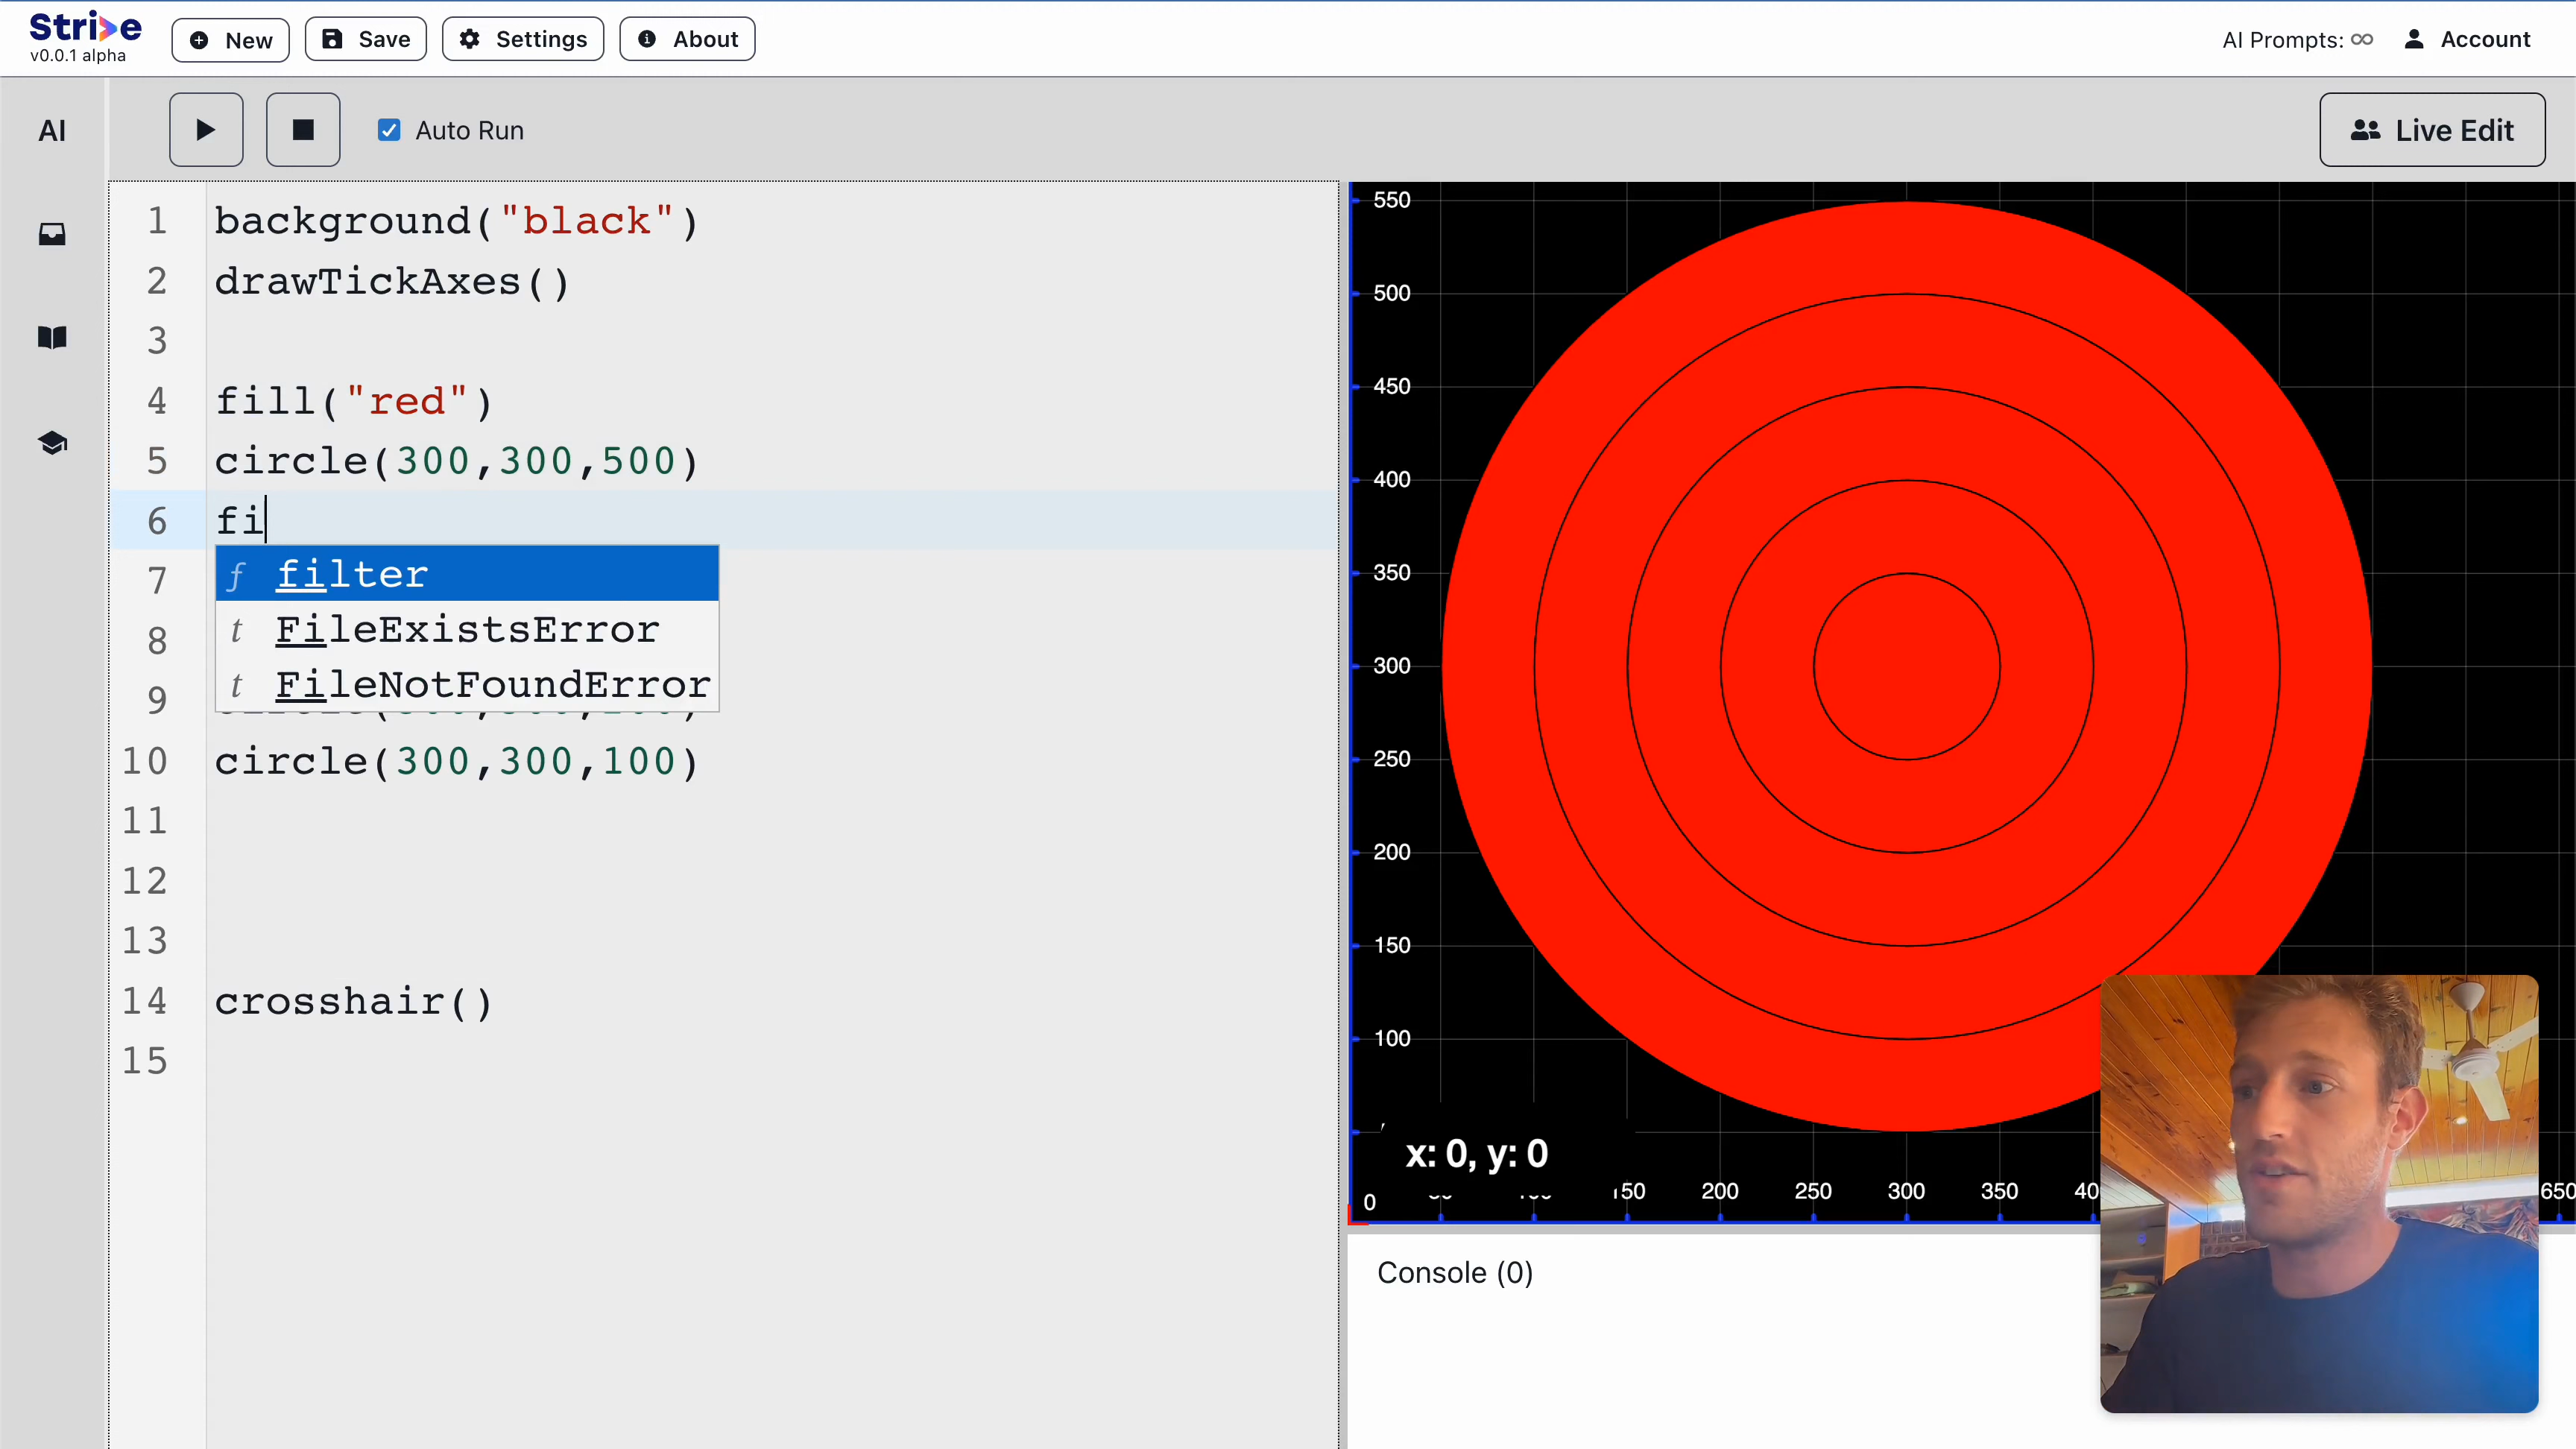 Strive
v0.0.1 alpha
New
Save
Settings
About
AI Prompts: ∞
Account
AI
Auto Run
Live Edit
1 background("black")
2 drawTickAxes()
3
4 fill("red")
5 circle(300,300,500)
6 fi
f filter
t FileExistsError
t FileNotFoundError
7
8
9
10 circle(300,300,100)
11
12
13
14 crosshair()
15
550
500
450
400
350
300
250
200
150
100
x: 0, y: 0
0
150 200 250 300 350 650
Console (0)